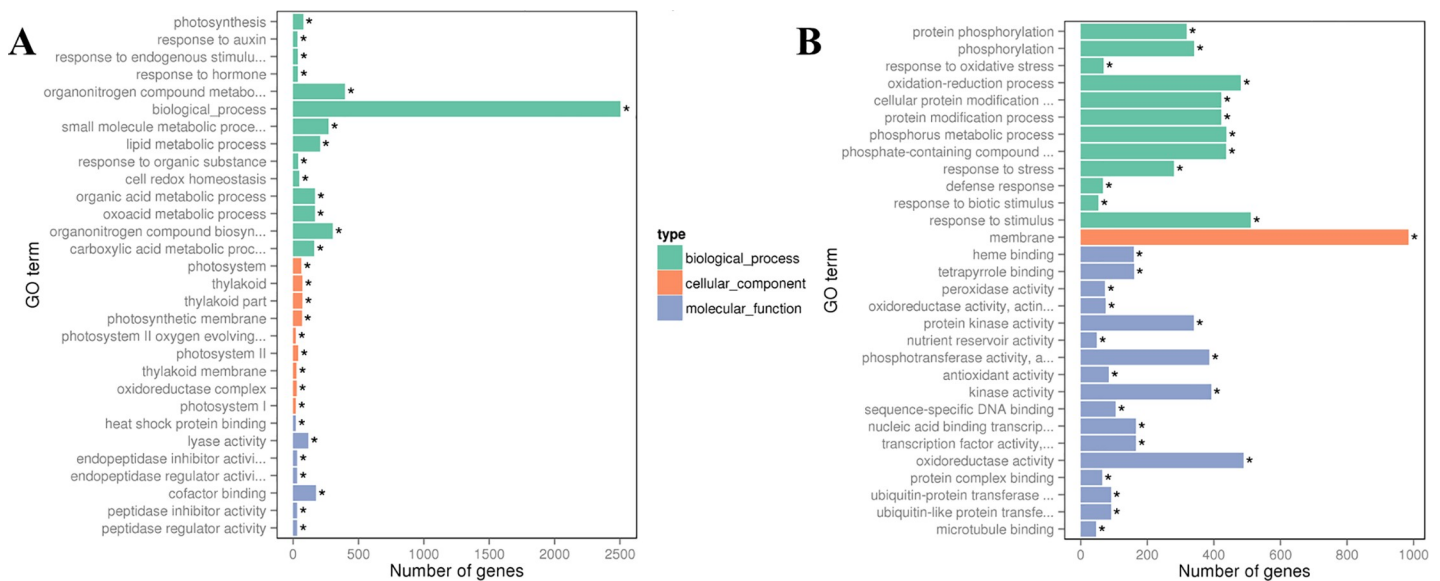 A
GO term
photosynthesis
response to auxin
response to endogenous stimulu...
response to hormone
organonitrogen compound metabo...
biological_process
small molecule metabolic proce...
lipid metabolic process
response to organic substance
cell redox homeostasis
organic acid metabolic process
oxoacid metabolic process
organonitrogen compound biosyn...
carboxylic acid metabolic proc...
photosystem
thylakoid
thylakoid part
photosynthetic membrane
photosystem II oxygen evolving...
photosystem II
thylakoid membrane
oxidoreductase complex
photosystem I
heat shock protein binding
lyase activity
endopeptidase inhibitor activi...
endopeptidase regulator activi...
cofactor binding
peptidase inhibitor activity
peptidase regulator activity
0 500 1000 1500 2000 2500
Number of genes
type
biological_process
cellular_component
molecular_function
B
GO term
protein phosphorylation
phosphorylation
response to oxidative stress
oxidation-reduction process
cellular protein modification ...
protein modification process
phosphorus metabolic process
phosphate-containing compound ...
response to stress
defense response
response to biotic stimulus
response to stimulus
membrane
heme binding
tetrapyrrole binding
peroxidase activity
oxidoreductase activity, actin...
protein kinase activity
nutrient reservoir activity
phosphotransferase activity, a...
antioxidant activity
kinase activity
sequence-specific DNA binding
nucleic acid binding transcrip...
transcription factor activity,...
oxidoreductase activity
protein complex binding
ubiquitin-protein transferase ...
ubiquitin-like protein transfe...
microtubule binding
0 200 400 600 800 1000
Number of genes